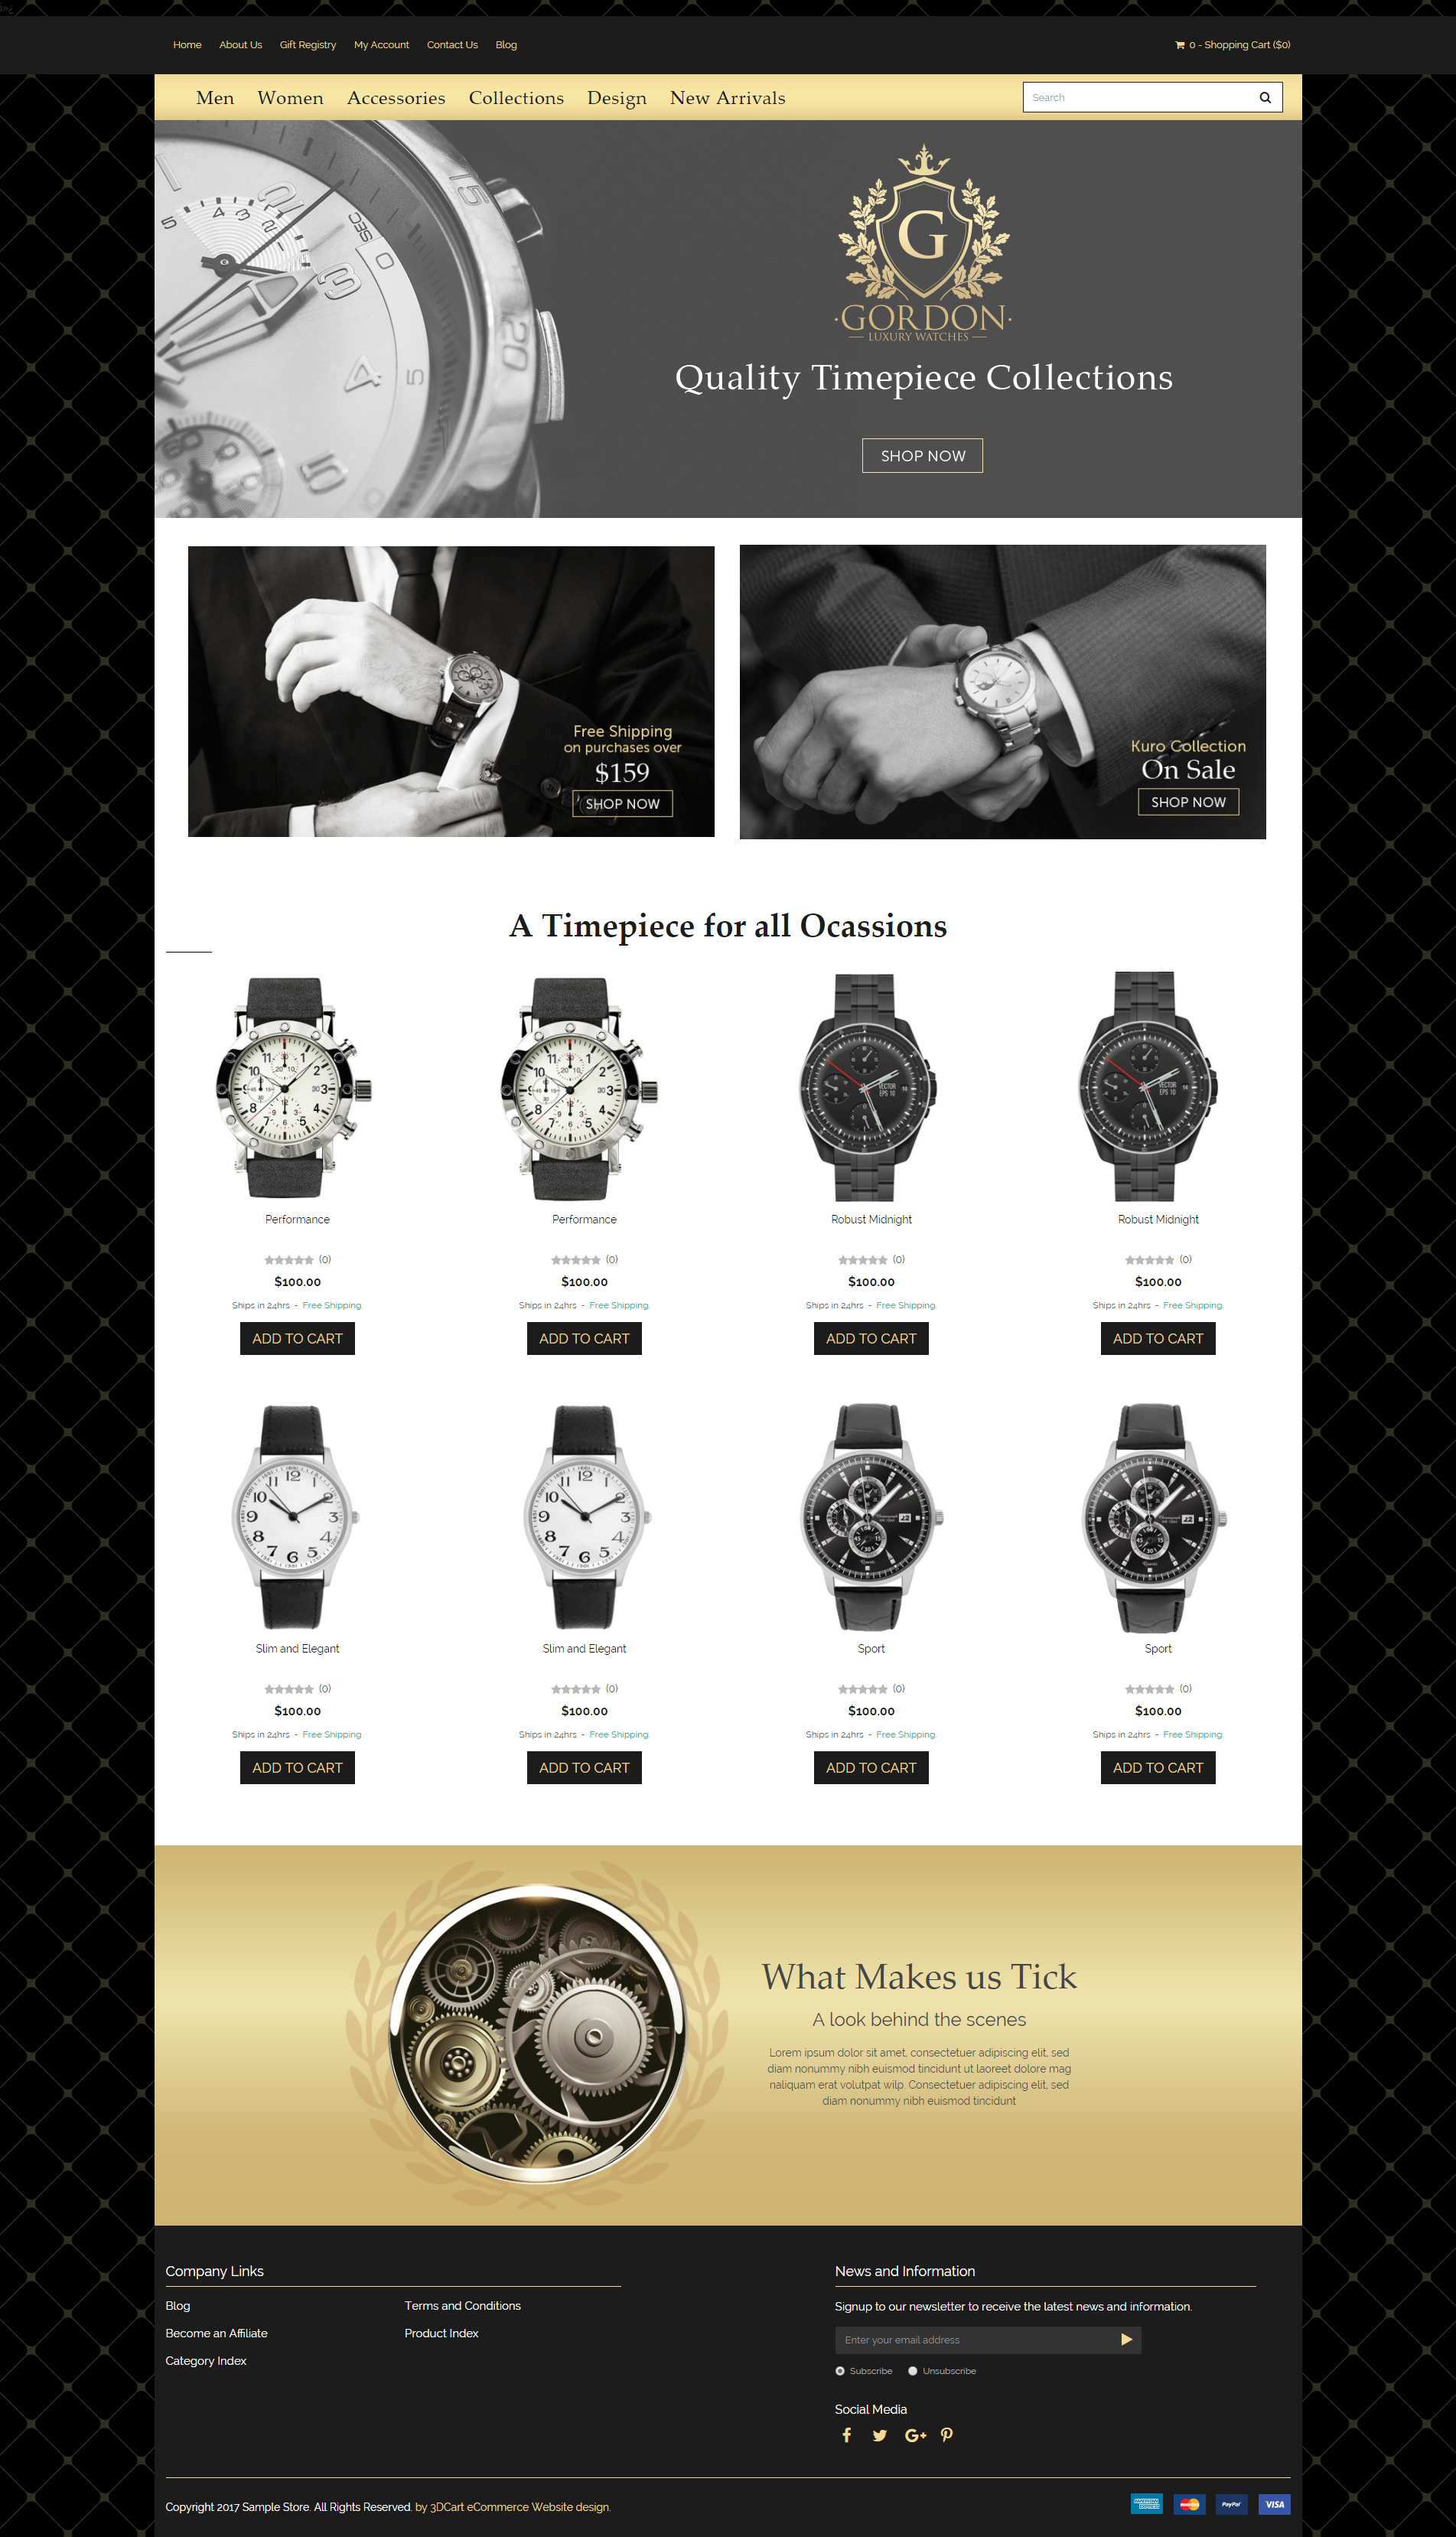 ï»¿
Home About Us Gift Registry My Account Contact Us Blog
0 - Shopping Cart ($0)
Men Women Accessories Collections Design New Arrivals
Search
G
GORDON
LUXURY WATCHES
Quality Timepiece Collections
SHOP NOW
Free Shipping
on purchases over
$159
SHOP NOW
Kuro Collection
On Sale
SHOP NOW
A Timepiece for all Ocassions
Performance Performance Robust Midnight Robust Midnight
(0) (0) (0) (0)
$100.00 $100.00 $100.00 $100.00
Ships in 24hrs - Free Shipping. Ships in 24hrs - Free Shipping. Ships in 24hrs - Free Shipping. Ships in 24hrs - Free Shipping.
ADD TO CART ADD TO CART ADD TO CART ADD TO CART
Slim and Elegant Slim and Elegant Sport Sport
(0) (0) (0) (0)
$100.00 $100.00 $100.00 $100.00
Ships in 24hrs - Free Shipping. Ships in 24hrs - Free Shipping. Ships in 24hrs - Free Shipping. Ships in 24hrs - Free Shipping.
ADD TO CART ADD TO CART ADD TO CART ADD TO CART
What Makes us Tick
A look behind the scenes
Lorem ipsum dolor sit amet, consectetuer adipiscing elit, sed
diam nonummy nibh euismod tincidunt ut laoreet dolore mag
naliquam erat volutpat wilp. Consectetuer adipiscing elit, sed
diam nonummy nibh euismod tincidunt
Company Links
Blog Terms and Conditions
Become an Affiliate Product Index
Category Index
News and Information
Signup to our newsletter to receive the latest news and information.
Enter your email address
Subscribe Unsubscribe
Social Media
Copyright 2017 Sample Store. All Rights Reserved. by 3DCart eCommerce Website design.
AMERICAN EXPRESS MasterCard PayPal VISA